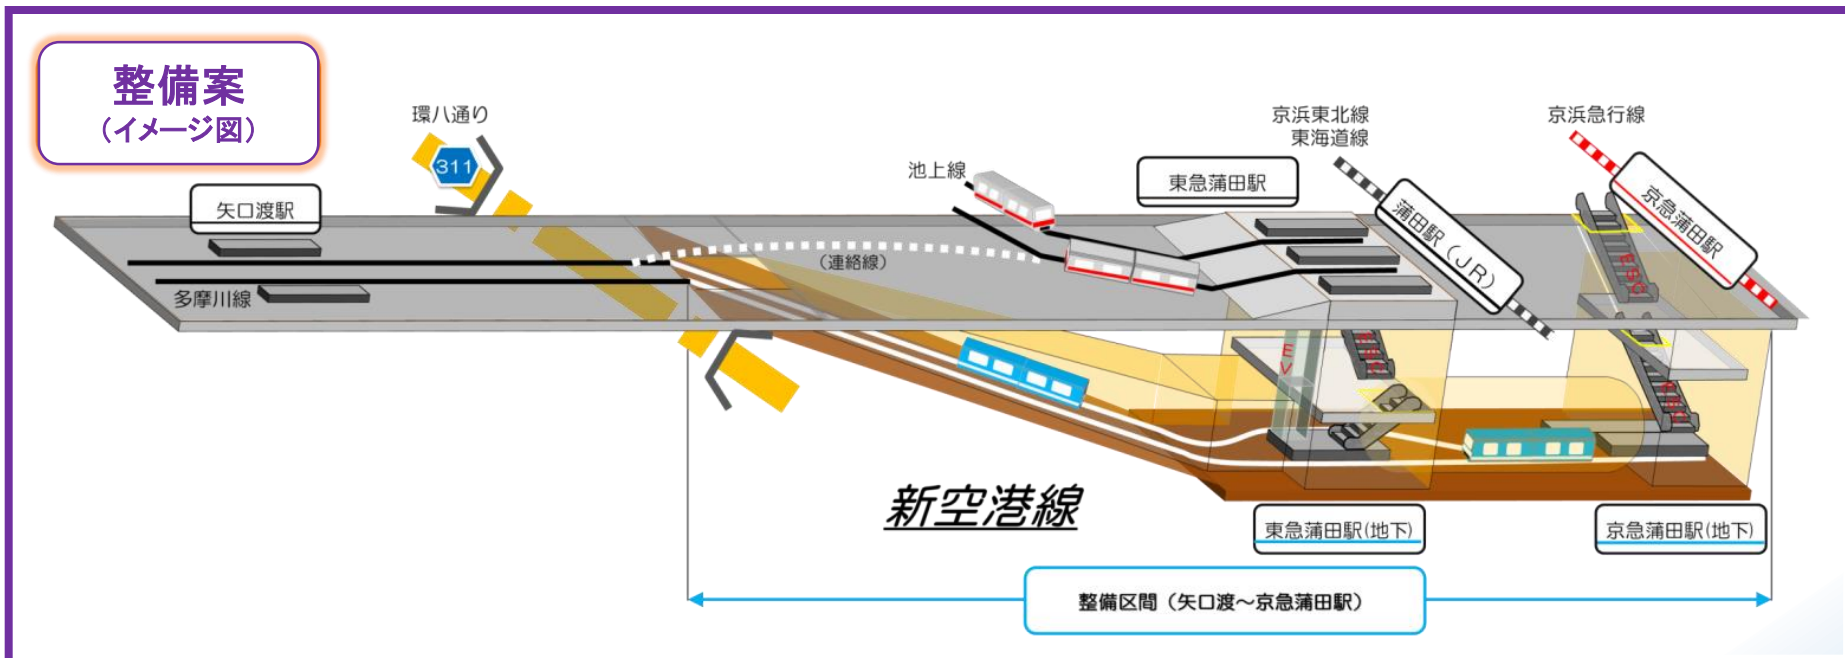 整備案
(イメージ図)
環八通り
311
矢口渡駅
多摩川線
(連絡線)
池上線
東急蒲田駅
京浜東北線
東海道線
蒲田駅(JR)
京浜急行線
京急蒲田駅
ESC
EV
ESC
ESC
新空港線
東急蒲田駅(地下)
京急蒲田駅(地下)
整備区間(矢口渡~京急蒲田駅)